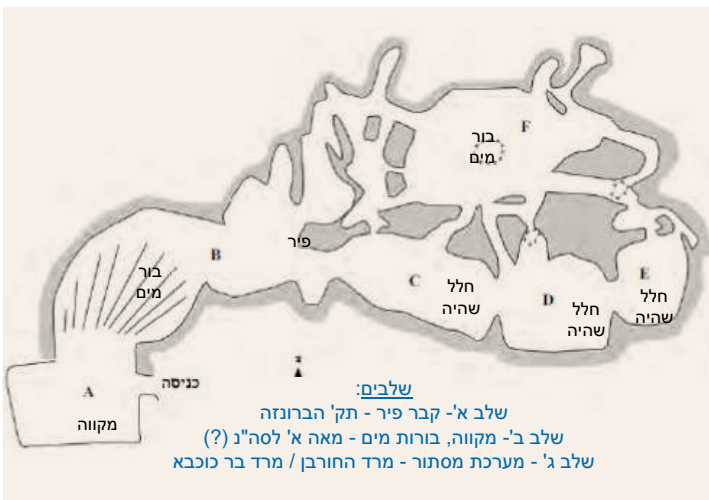 בור
מים
F
פיר
B
בור
מים
C
חלל
שהיה
D
חלל
שהיה
E
חלל
שהיה
A
מקווה
כניסה
שלבים:
שלב א'- קבר פיר - תק' הברונזה
שלב ב'- מקווה, בורות מים - מאה א' לסה"נ (?)
שלב ג' - מערכת מסתור - מרד החורבן / מרד בר כוכבא